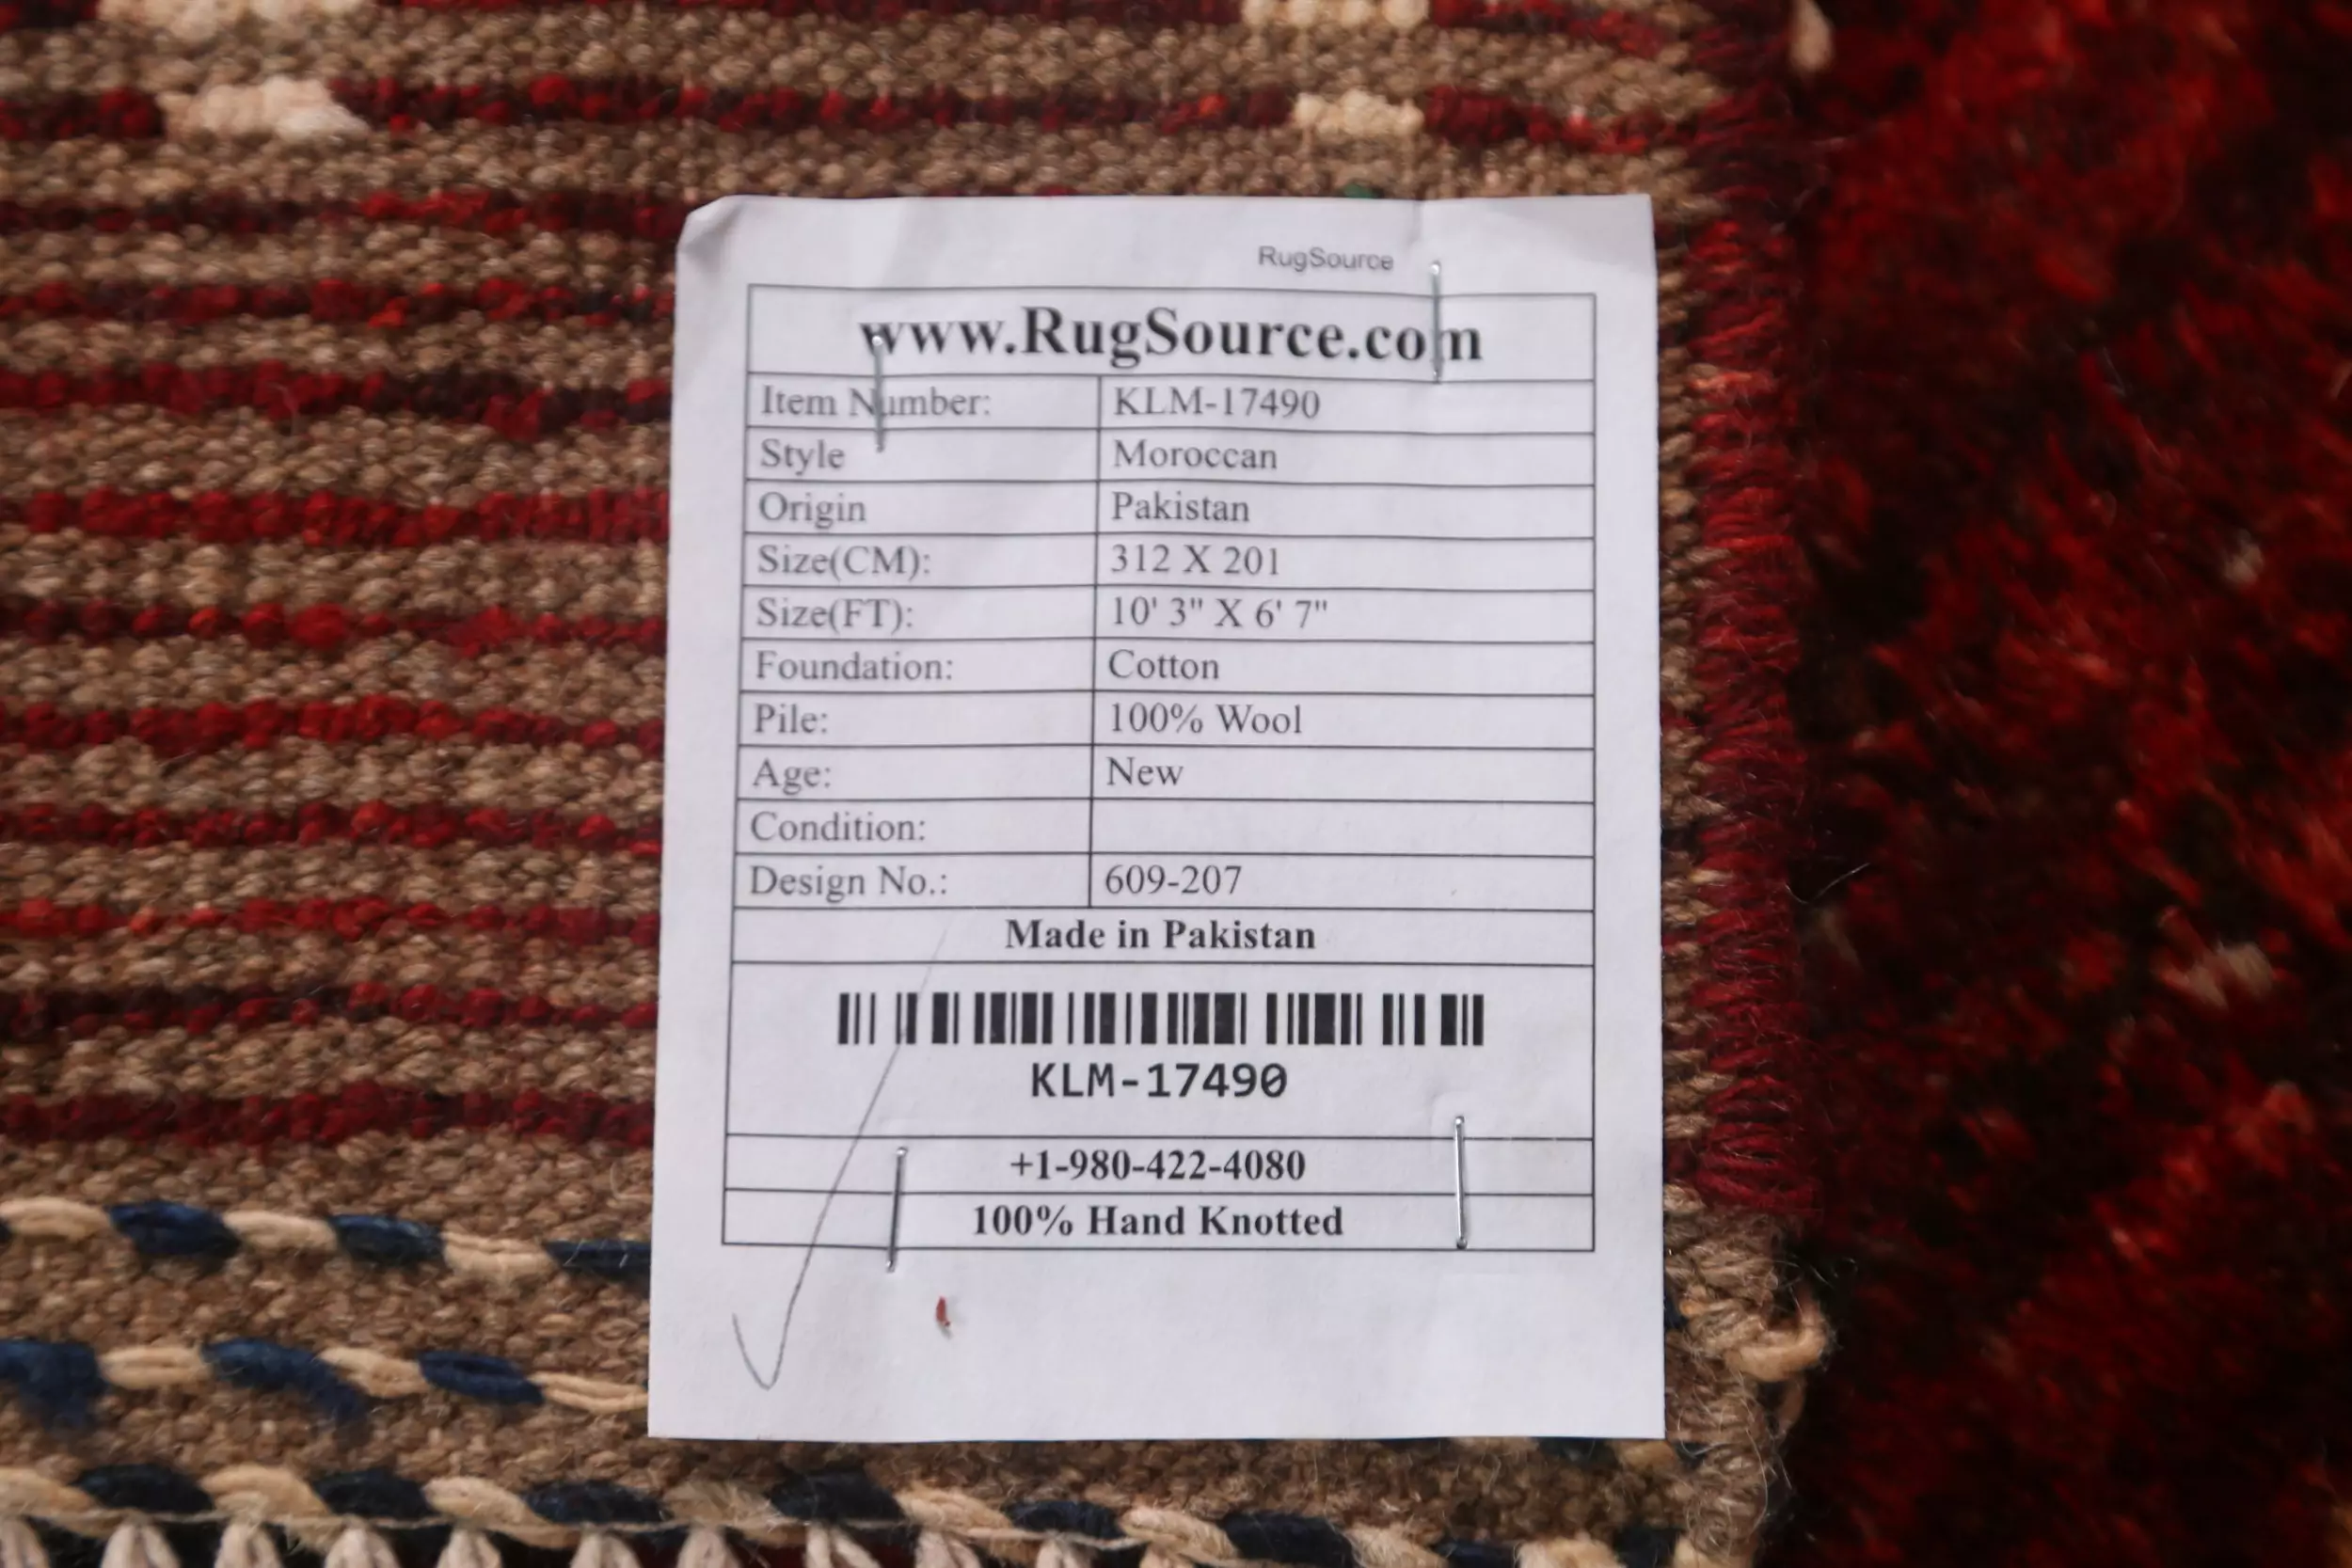 RugSource
www.RugSource.com
Item Number: KLM-17490
Style Moroccan
Origin Pakistan
Size(CM): 312 X 201
Size(FT): 10' 3" X 6' 7"
Foundation: Cotton
Pile: 100% Wool
Age: New
Condition:
Design No.: 609-207
Made in Pakistan
KLM-17490
+1-980-422-4080
100% Hand Knotted